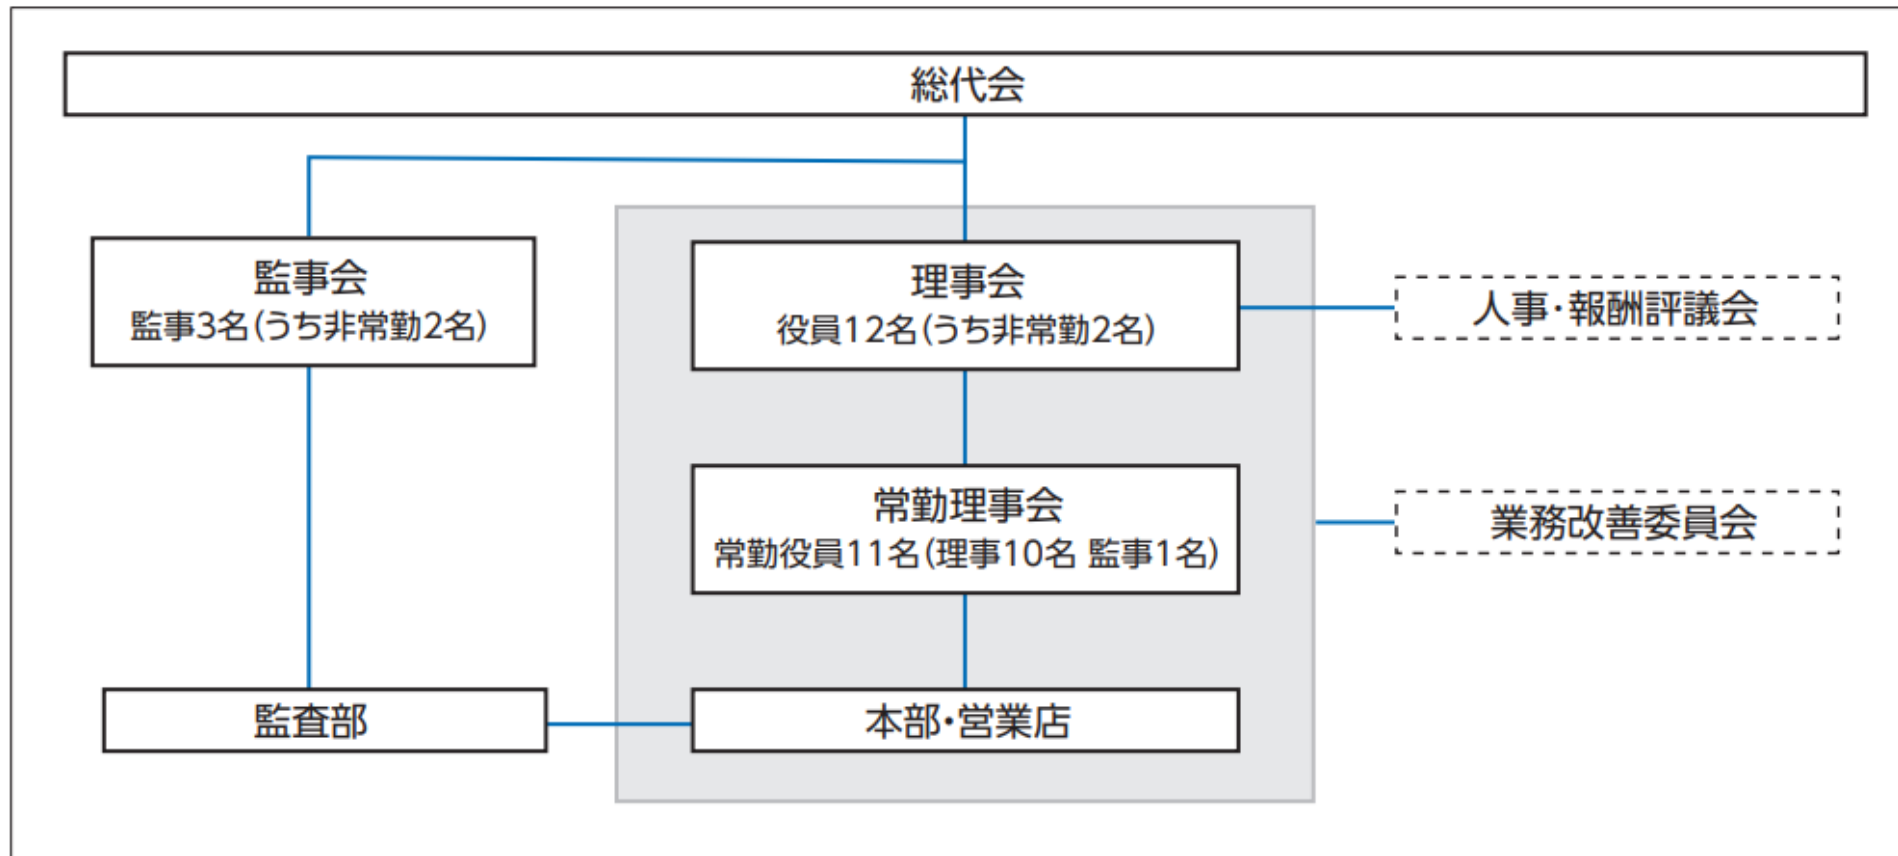 総代会
監事会
監事3名(うち非常勤2名)
理事会
役員12名(うち非常勤2名)
人事・報酬評議会
常勤理事会
常勤役員11名(理事10名 監事1名)
業務改善委員会
監査部
本部・営業店